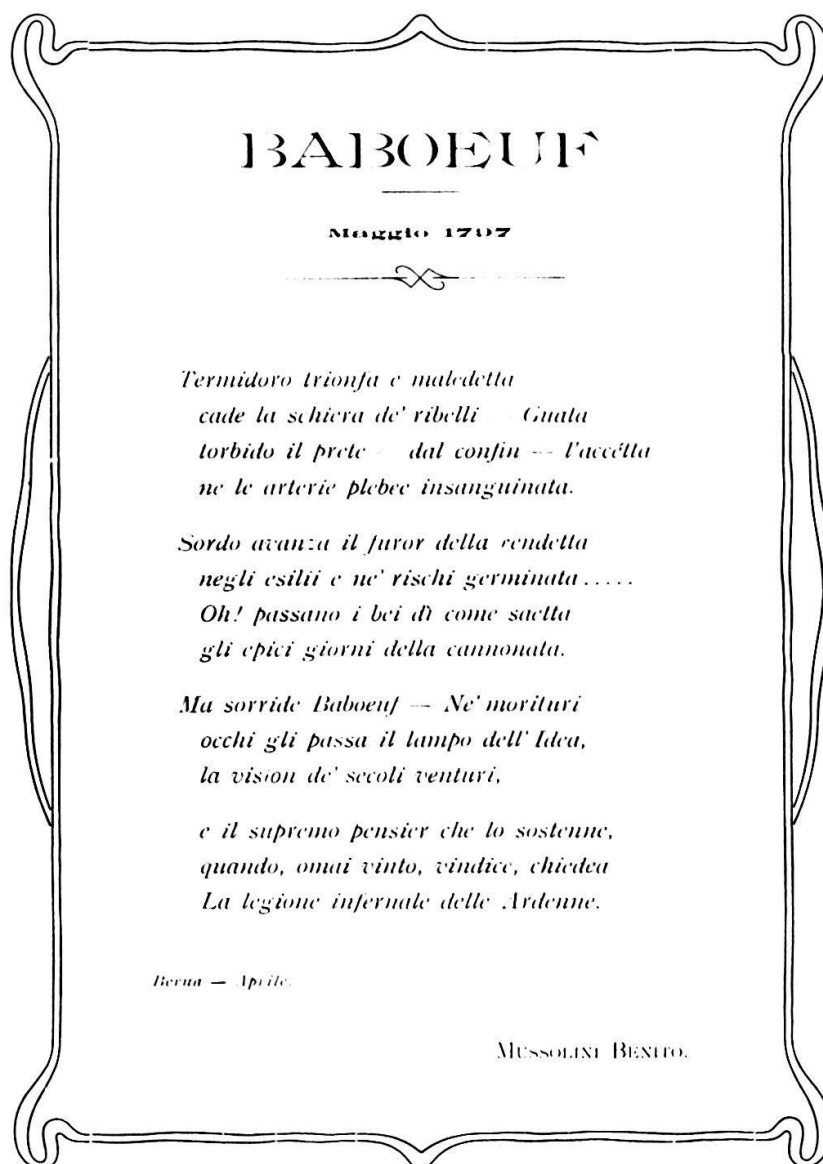 BABOEUF
Maggio 1797
Termidoro trionfa e maledetta
cade la schiera de' ribelli — Guata
torbido il prete — dal confin — l'accétta
ne le arterie plebee insanguinata.
Sordo avanza il furor della vendetta
negli esilii e ne' rischi germinata.....
Oh! passano i bei dì come saetta
gli epici giorni della cannonata.
Ma sorride Baboeuf — Ne' morituri
occhi gli passa il lampo dell' Idea,
la vision de' secoli venturi,
e il supremo pensier che lo sostenne,
quando, omai vinto, vindice, chiedea
La legione infernale delle Ardenne.
Berna — Aprile.
MUSSOLINI BENITO.